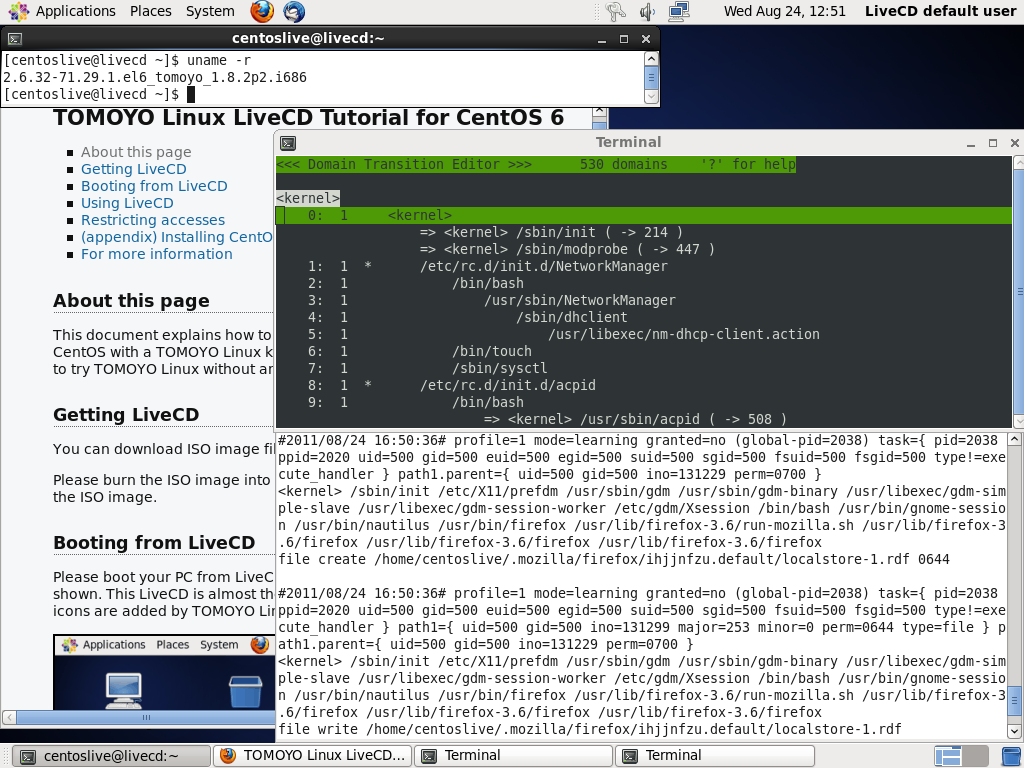 Applications Places System Wed Aug 24, 12:51 LiveCD default user
centoslive@livecd:~
[centoslive@livecd ~]$ uname -r
2.6.32-71.29.1.el6_tomoyo_1.8.2p2.i686
[centoslive@livecd ~]$
TOMOYO Linux LiveCD Tutorial for CentOS 6
About this page
Getting LiveCD
Booting from LiveCD
Using LiveCD
Restricting accesses
(appendix) Installing CentO
For more information
About this page
This document explains how to
CentOS with a TOMOYO Linux k
to try TOMOYO Linux without an
Getting LiveCD
You can download ISO image fi
Please burn the ISO image into
the ISO image.
Booting from LiveCD
Please boot your PC from LiveC
shown. This LiveCD is almost th
icons are added by TOMOYO Li
Applications Places System
Terminal
<<< Domain Transition Editor >>> 530 domains '?' for help
<kernel>
0: 1 <kernel>
=> <kernel> /sbin/init ( -> 214 )
=> <kernel> /sbin/modprobe ( -> 447 )
1: 1 * /etc/rc.d/init.d/NetworkManager
2: 1 /bin/bash
3: 1 /usr/sbin/NetworkManager
4: 1 /sbin/dhclient
5: 1 /usr/libexec/nm-dhcp-client.action
6: 1 /bin/touch
7: 1 /sbin/sysctl
8: 1 * /etc/rc.d/init.d/acpid
9: 1 /bin/bash
=> <kernel> /usr/sbin/acpid ( -> 508 )
#2011/08/24 16:50:36# profile=1 mode=learning granted=no (global-pid=2038) task={ pid=2038
ppid=2020 uid=500 gid=500 euid=500 egid=500 suid=500 sgid=500 fsuid=500 fsgid=500 type!=exe
cute_handler } path1.parent={ uid=500 gid=500 ino=131229 perm=0700 }
<kernel> /sbin/init /etc/X11/prefdm /usr/sbin/gdm /usr/sbin/gdm-binary /usr/libexec/gdm-sim
ple-slave /usr/libexec/gdm-session-worker /etc/gdm/Xsession /bin/bash /usr/bin/gnome-sessio
n /usr/bin/nautilus /usr/bin/firefox /usr/lib/firefox-3.6/run-mozilla.sh /usr/lib/firefox-3
.6/firefox /usr/lib/firefox-3.6/firefox /usr/lib/firefox-3.6/firefox
file create /home/centoslive/.mozilla/firefox/ihjjnfzu.default/localstore-1.rdf 0644
#2011/08/24 16:50:36# profile=1 mode=learning granted=no (global-pid=2038) task={ pid=2038
ppid=2020 uid=500 gid=500 euid=500 egid=500 suid=500 sgid=500 fsuid=500 fsgid=500 type!=exe
cute_handler } path1={ uid=500 gid=500 ino=131299 major=253 minor=0 perm=0644 type=file } p
ath1.parent={ uid=500 gid=500 ino=131229 perm=0700 }
<kernel> /sbin/init /etc/X11/prefdm /usr/sbin/gdm /usr/sbin/gdm-binary /usr/libexec/gdm-sim
ple-slave /usr/libexec/gdm-session-worker /etc/gdm/Xsession /bin/bash /usr/bin/gnome-sessio
n /usr/bin/nautilus /usr/bin/firefox /usr/lib/firefox-3.6/run-mozilla.sh /usr/lib/firefox-3
.6/firefox /usr/lib/firefox-3.6/firefox /usr/lib/firefox-3.6/firefox
file write /home/centoslive/.mozilla/firefox/ihjjnfzu.default/localstore-1.rdf
centoslive@livecd:~ TOMOYO Linux LiveCD... Terminal Terminal